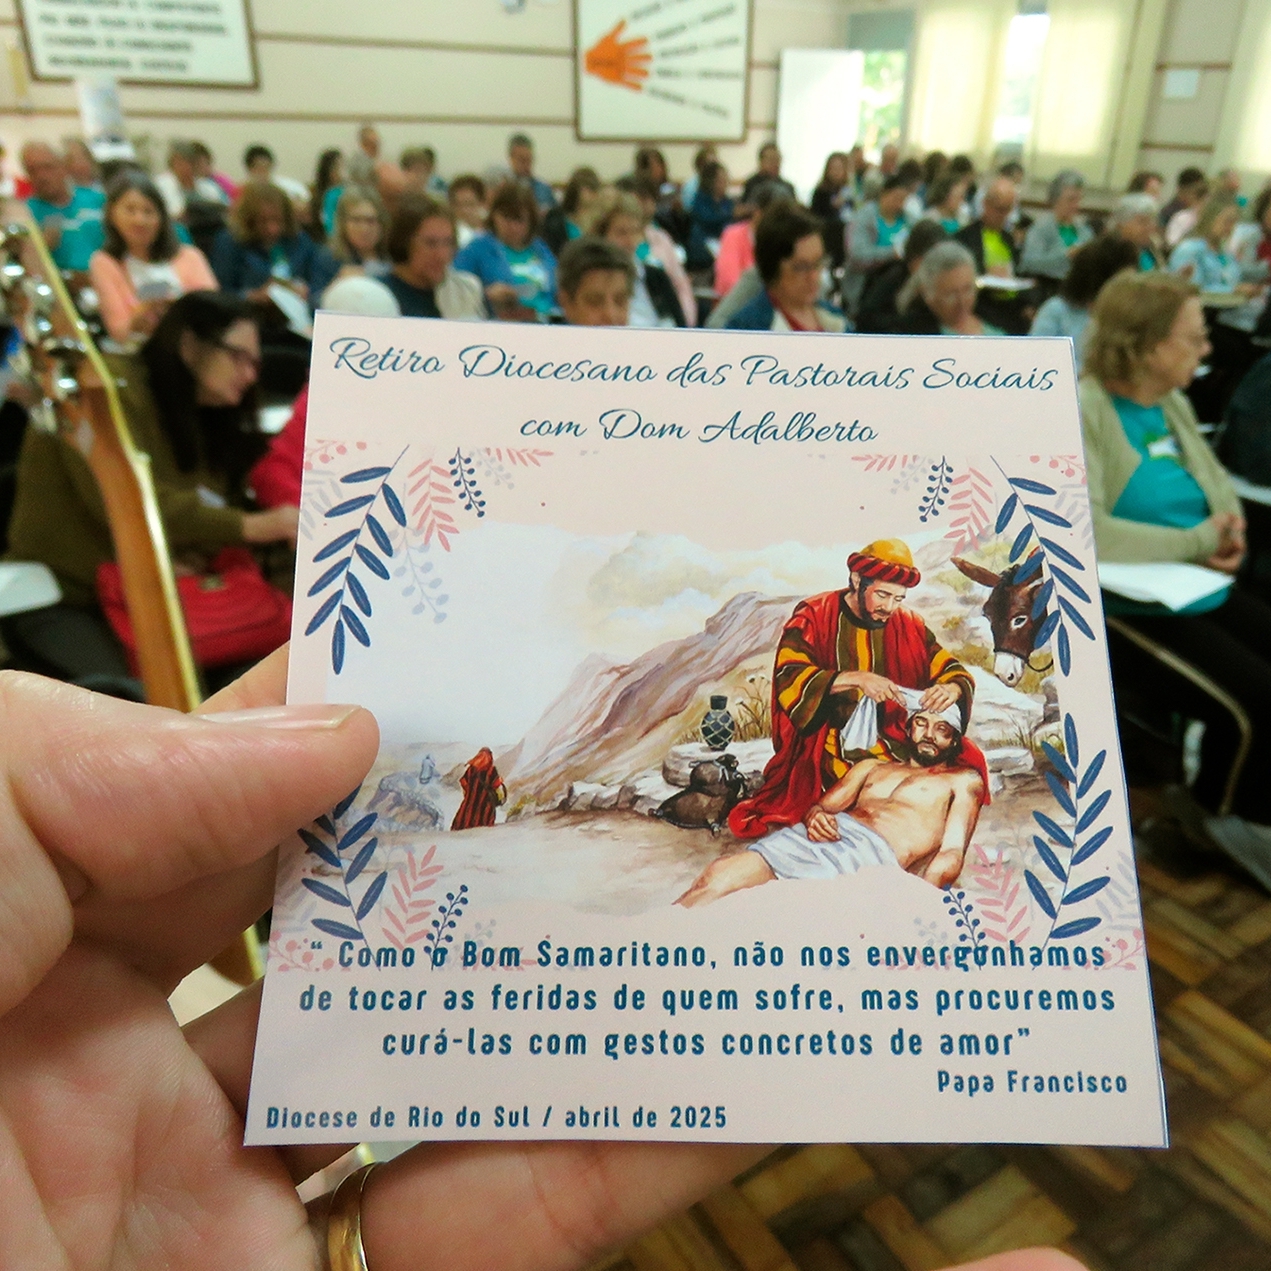 Retiro Diocesano das Pastorais Sociais
com Dom Adalberto
“ Como o Bom Samaritano, não nos envergonhamos
de tocar as feridas de quem sofre, mas procuremos
curá-las com gestos concretos de amor”
Papa Francisco
Diocese de Rio do Sul / abril de 2025